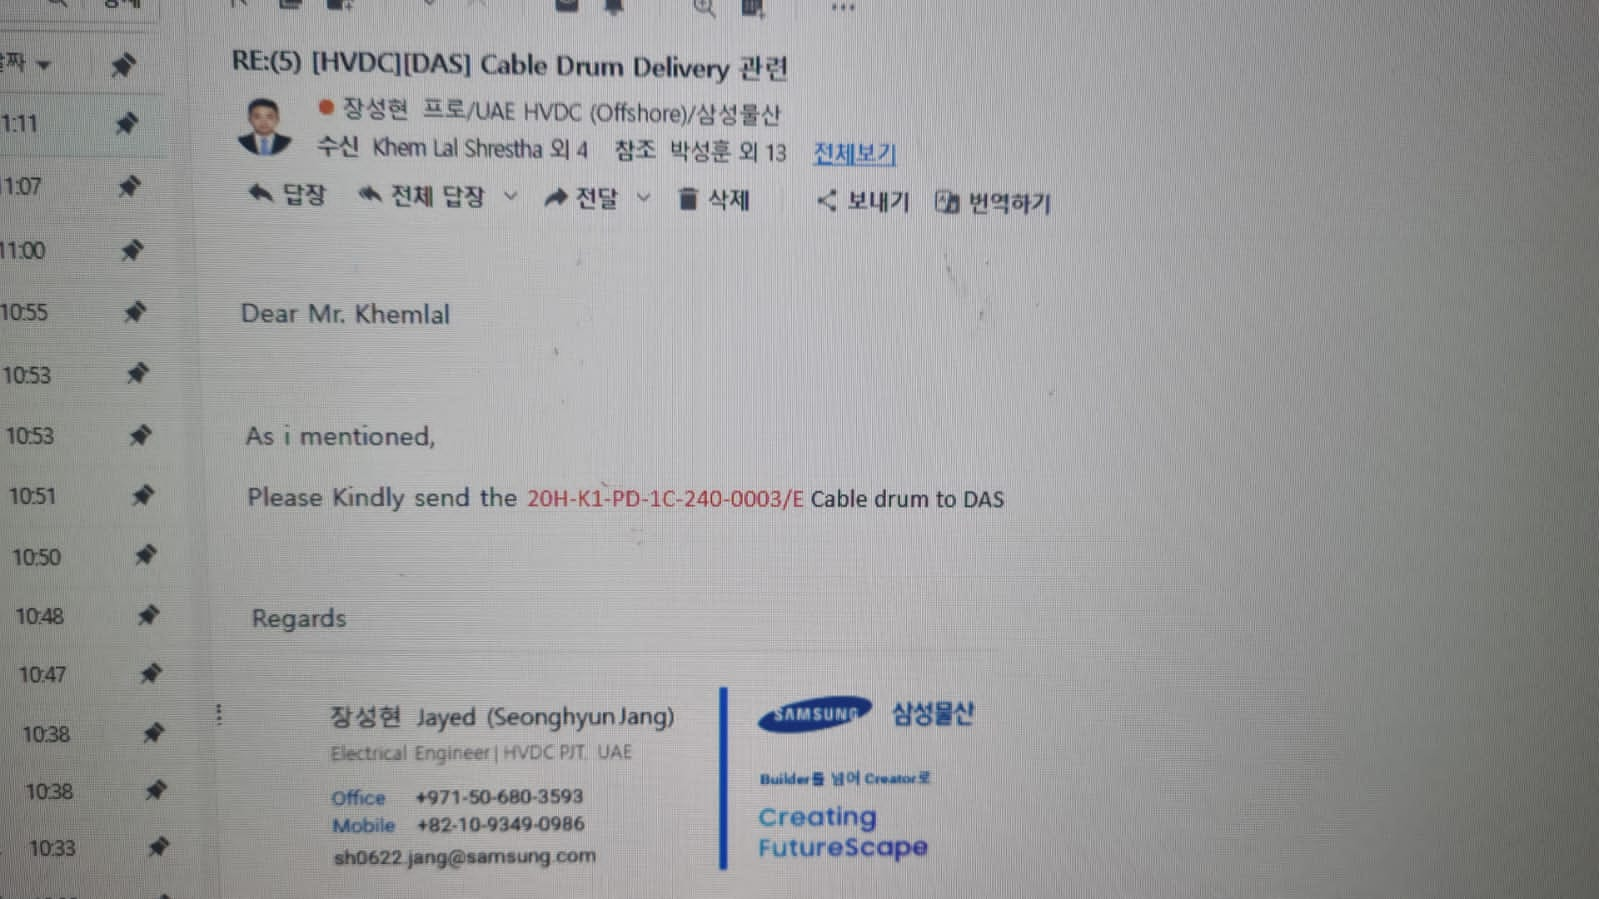 RE:(5) [HVDC][DAS] Cable Drum Delivery 관련
장성현 프로/UAE HVDC (Offshore)/삼성물산
수신 Khem Lal Shrestha 외 4 참조 박성훈 외 13 전체보기
답장 전체 답장 전달 삭제 보내기 번역하기
1:11
11:07
11:00
10:55
10:53
10:53
10:51
10:50
10:48
10:47
10:38
10:38
10:33
Dear Mr. Khemlal
As i mentioned,
Please Kindly send the 20H-K1-PD-1C-240-0003/E Cable drum to DAS
Regards
장성현 Jayed (Seonghyun Jang)
Electrical Engineer | HVDC PJT. UAE
Office +971-50-680-3593
Mobile +82-10-9349-0986
sh0622.jang@samsung.com
SAMSUNG 삼성물산
Builder를 넘어 Creator로
Creating
FutureScape